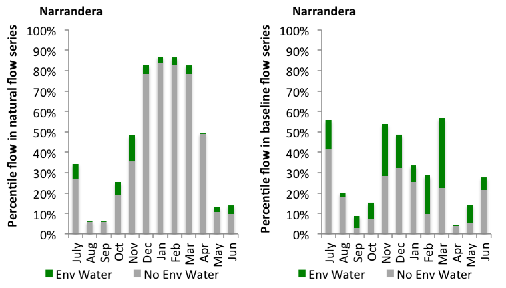 Narrandera
Percentile flow in natural flow series
100%
90%
80%
70%
60%
50%
40%
30%
20%
10%
0%
July Aug Sep Oct Nov Dec Jan Feb Mar Apr May Jun
Env Water No Env Water
Narrandera
Percentile flow in baseline flow series
100%
90%
80%
70%
60%
50%
40%
30%
20%
10%
0%
July Aug Sep Oct Nov Dec Jan Feb Mar Apr May Jun
Env Water No Env Water